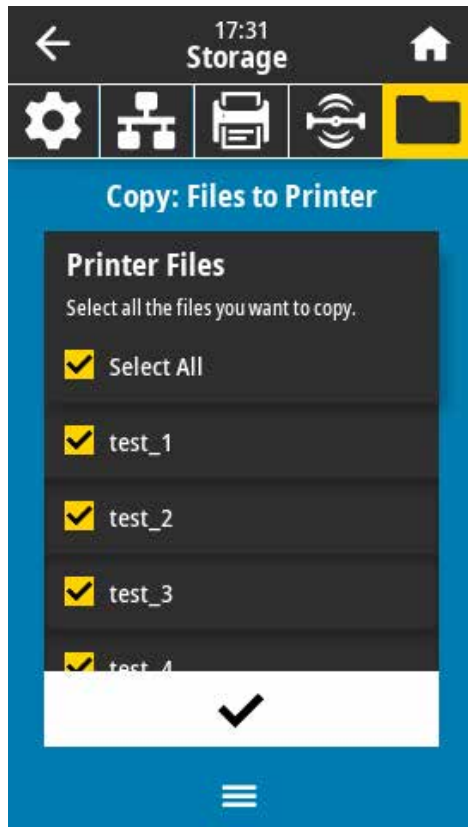 17:31
Storage
Copy: Files to Printer
Printer Files
Select all the files you want to copy.
Select All
test_1
test_2
test_3
test_4